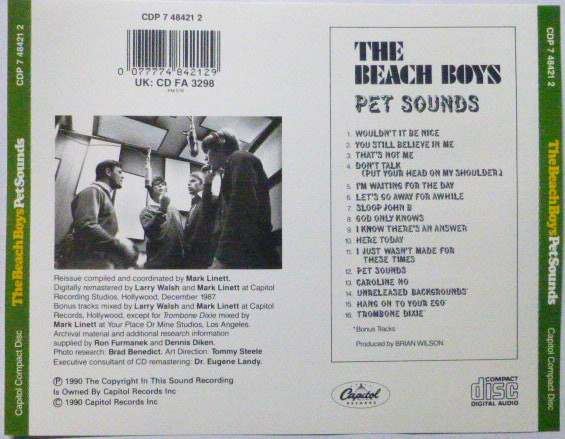 CDP 7 48421 2
The Beach Boys Pet Sounds
Capitol Compact Disc
CDP 7 48421 2
0 077774 842129
UK: CD FA 3298
THE
BEACH BOYS
PET SOUNDS
1. WOULDN'T IT BE NICE
2. YOU STILL BELIEVE IN ME
3. THAT'S NOT ME
4. DON'T TALK
(PUT YOUR HEAD ON MY SHOULDER)
5. I'M WAITING FOR THE DAY
6. LET'S GO AWAY FOR AWHILE
7. SLOOP JOHN B
8. GOD ONLY KNOWS
9. I KNOW THERE'S AN ANSWER
10. HERE TODAY
11. I JUST WASN'T MADE FOR
THESE TIMES
12. PET SOUNDS
13. CAROLINE NO
14. UNRELEASED BACKGROUNDS*
15. HANG ON TO YOUR EGO*
16. TROMBONE DIXIE*
*Bonus Tracks
Produced by BRIAN WILSON
Reissue compiled and coordinated by Mark Linett.
Digitally remastered by Larry Walsh and Mark Linett at Capitol
Recording Studios, Hollywood, December 1987.
Bonus tracks mixed by Larry Walsh and Mark Linett at Capitol
Records, Hollywood, except for Trombone Dixie mixed by
Mark Linett at Your Place Or Mine Studios, Los Angeles.
Archival material and additional research information
supplied by Ron Furmanek and Dennis Diken.
Photo research: Brad Benedict. Art Direction: Tommy Steele
Executive consultant of CD remastering: Dr. Eugene Landy.
Ⓟ 1990 The Copyright In This Sound Recording
Is Owned By Capitol Records Inc
© 1990 Capitol Records Inc
Capitol
RECORDS
COMPACT
disc
DIGITAL AUDIO
CDP 7 48421 2
The Beach Boys Pet Sounds
Capitol Compact Disc